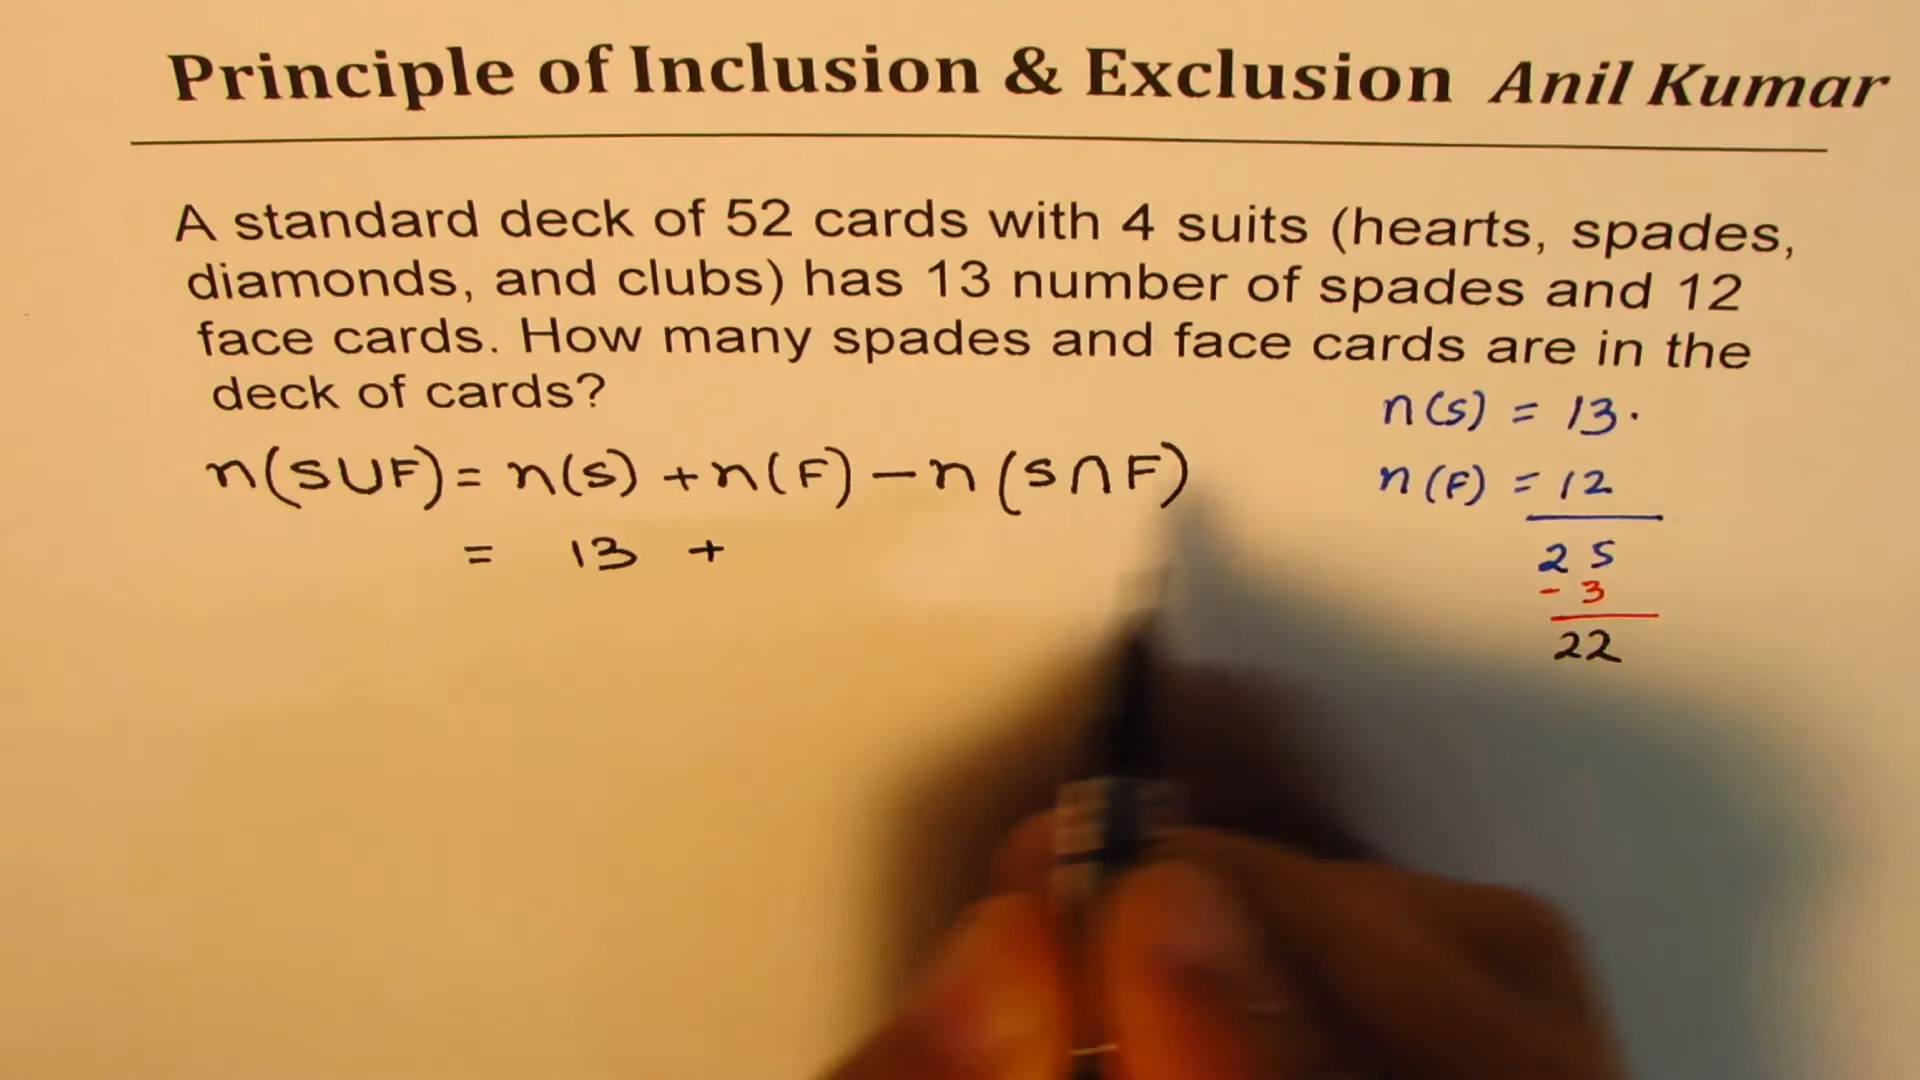 Principle of Inclusion & Exclusion Anil Kumar
A standard deck of 52 cards with 4 suits (hearts, spades,
diamonds, and clubs) has 13 number of spades and 12
face cards. How many spades and face cards are in the
deck of cards?
n(S) = 13.
n(S∪F) = n(S) + n(F) - n(S∩F)
n(F) = 12
= 13 +
25
- 3
22